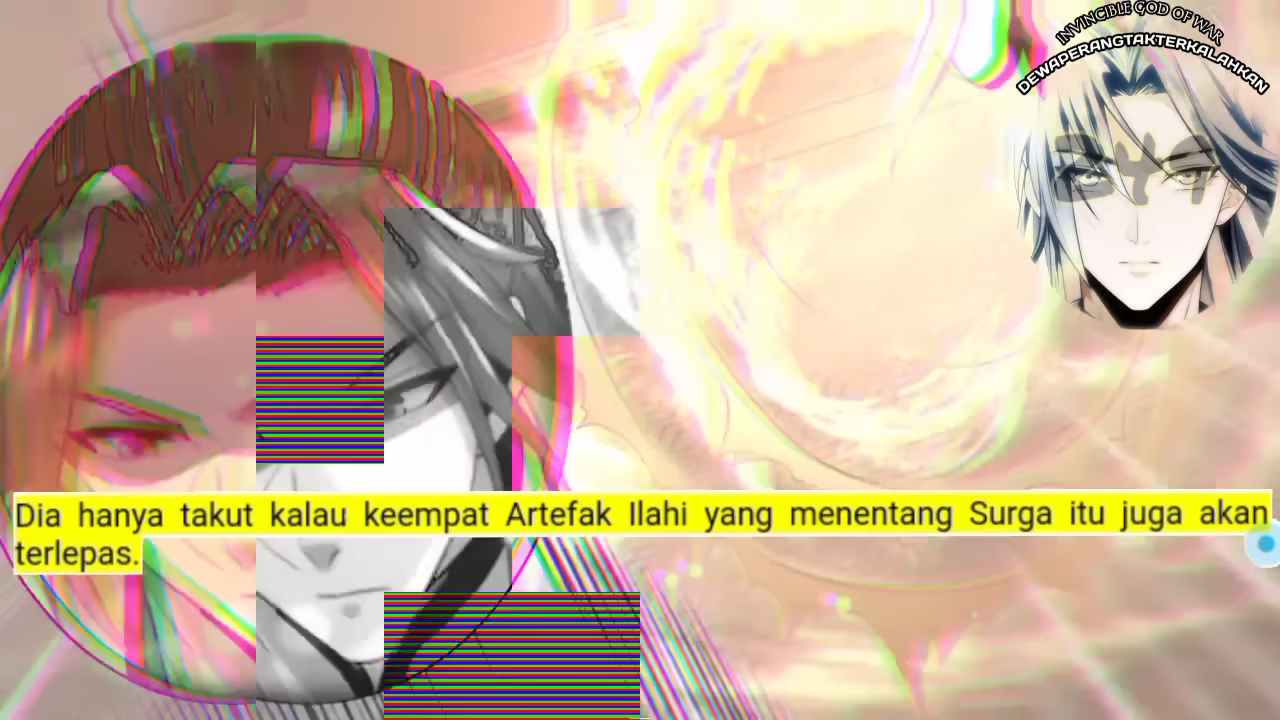 INVINCIBLE GOD OF WAR
DEWAPERANGTAKTERKALAHKAN
Dia hanya takut kalau keempat Artefak Ilahi yang menentang Surga itu juga akan
terlepas.